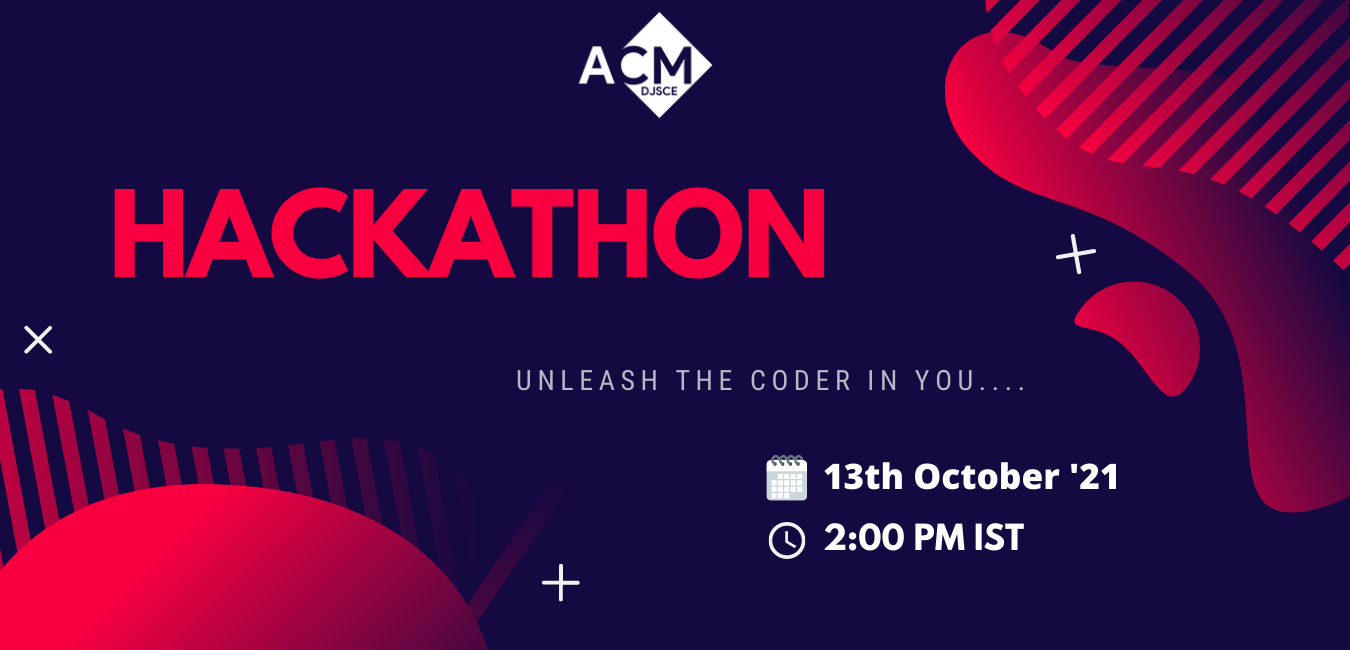 ACM
DJSCE
HACKATHON
UNLEASH THE CODER IN YOU....
13th October '21
2:00 PM IST